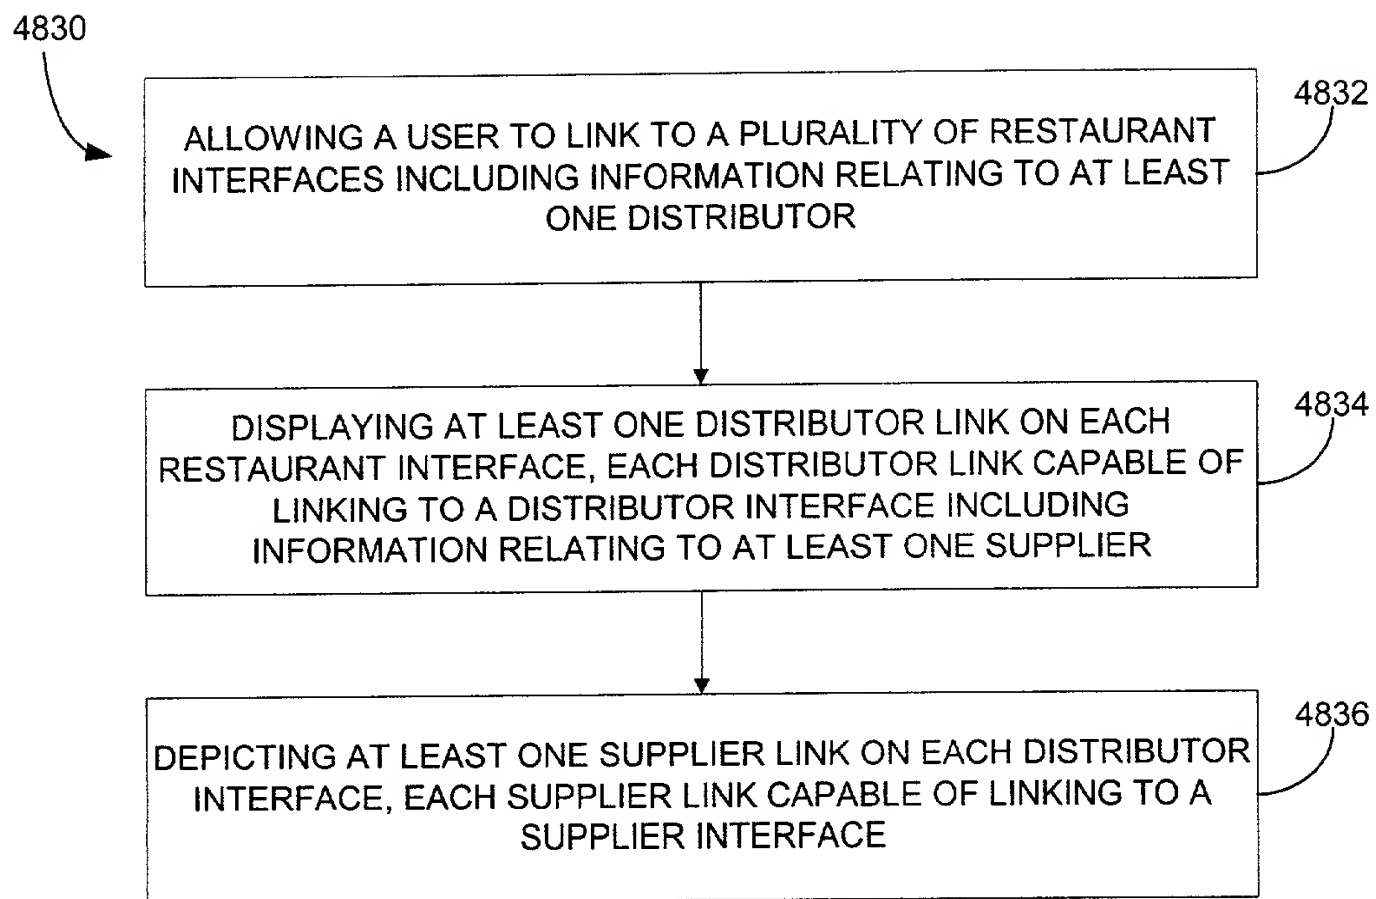 4830
4832
ALLOWING A USER TO LINK TO A PLURALITY OF RESTAURANT
INTERFACES INCLUDING INFORMATION RELATING TO AT LEAST
ONE DISTRIBUTOR
4834
DISPLAYING AT LEAST ONE DISTRIBUTOR LINK ON EACH
RESTAURANT INTERFACE, EACH DISTRIBUTOR LINK CAPABLE OF
LINKING TO A DISTRIBUTOR INTERFACE INCLUDING
INFORMATION RELATING TO AT LEAST ONE SUPPLIER
4836
DEPICTING AT LEAST ONE SUPPLIER LINK ON EACH DISTRIBUTOR
INTERFACE, EACH SUPPLIER LINK CAPABLE OF LINKING TO A
SUPPLIER INTERFACE